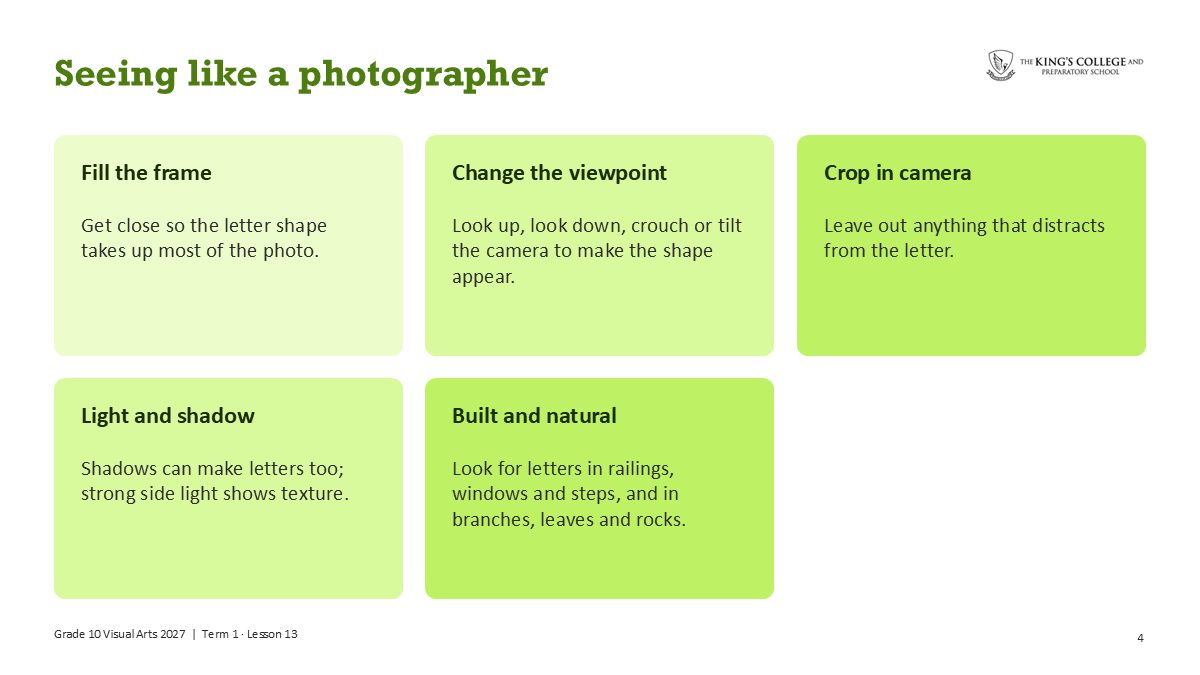 Seeing like a photographer
THE KING'S COLLEGE AND
PREPARATORY SCHOOL
Fill the frame
Get close so the letter shape
takes up most of the photo.
Change the viewpoint
Look up, look down, crouch or tilt
the camera to make the shape
appear.
Crop in camera
Leave out anything that distracts
from the letter.
Light and shadow
Shadows can make letters too;
strong side light shows texture.
Built and natural
Look for letters in railings,
windows and steps, and in
branches, leaves and rocks.
Grade 10 Visual Arts 2027 | Term 1 · Lesson 13
4